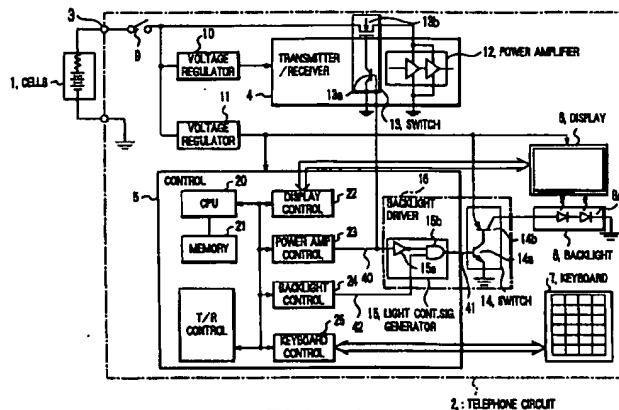 3
13b
10
VOLTAGE
REGULATOR
TRANSMITTER
/RECEIVER
12, POWER AMPLIFIER
9
1, CELLS
4
13a
13, SWITCH
11
VOLTAGE
REGULATOR
6, DISPLAY
CONTROL
16
5
20
CPU
22
DISPLAY
CONTROL
BACKLIGHT
DRIVER
15b
14b
21
MEMORY
23
POWER AMP
CONTROL
15a
14a
8, BACKLIGHT
40
24
BACKLIGHT
CONTROL
42
41
14, SWITCH
7, KEYBOARD
15, LIGHT CONT.SIG.
GENERATOR
T/R
CONTROL
25
KEYBOARD
CONTROL
2, : TELEPHONE CIRCUIT